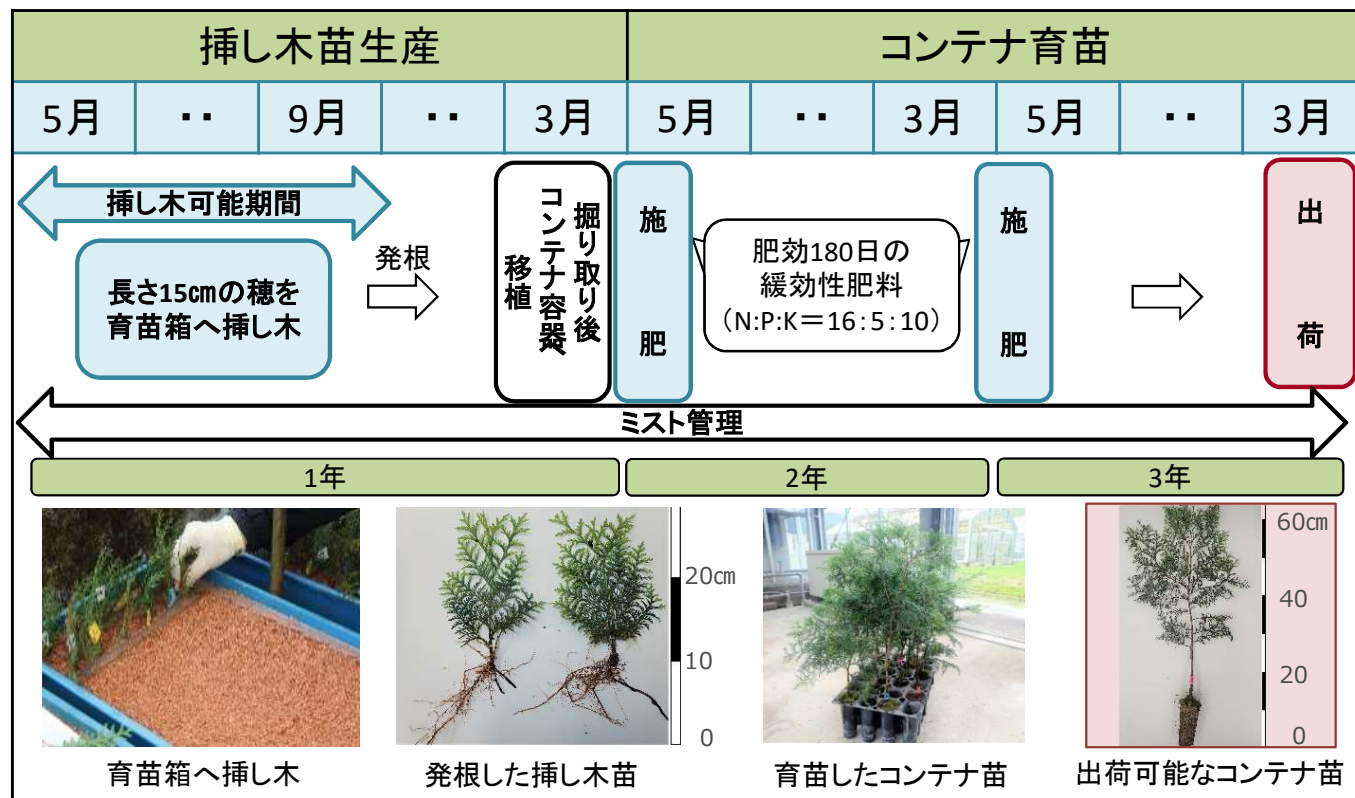 挿し木苗生産
コンテナ育苗
5月
・・
9月
・・
3月
5月
・・
3月
5月
・・
3月
挿し木可能期間
長さ15㎝の穂を
育苗箱へ挿し木
発根
掘り取り後
コンテナ容器へ
移植
施肥
肥効180日の
緩効性肥料
（N:P:K＝16:5:10）
施肥
出荷
ミスト管理
1年
2年
3年
20㎝
10
0
60㎝
40
20
0
育苗箱へ挿し木
発根した挿し木苗
育苗したコンテナ苗
出荷可能なコンテナ苗